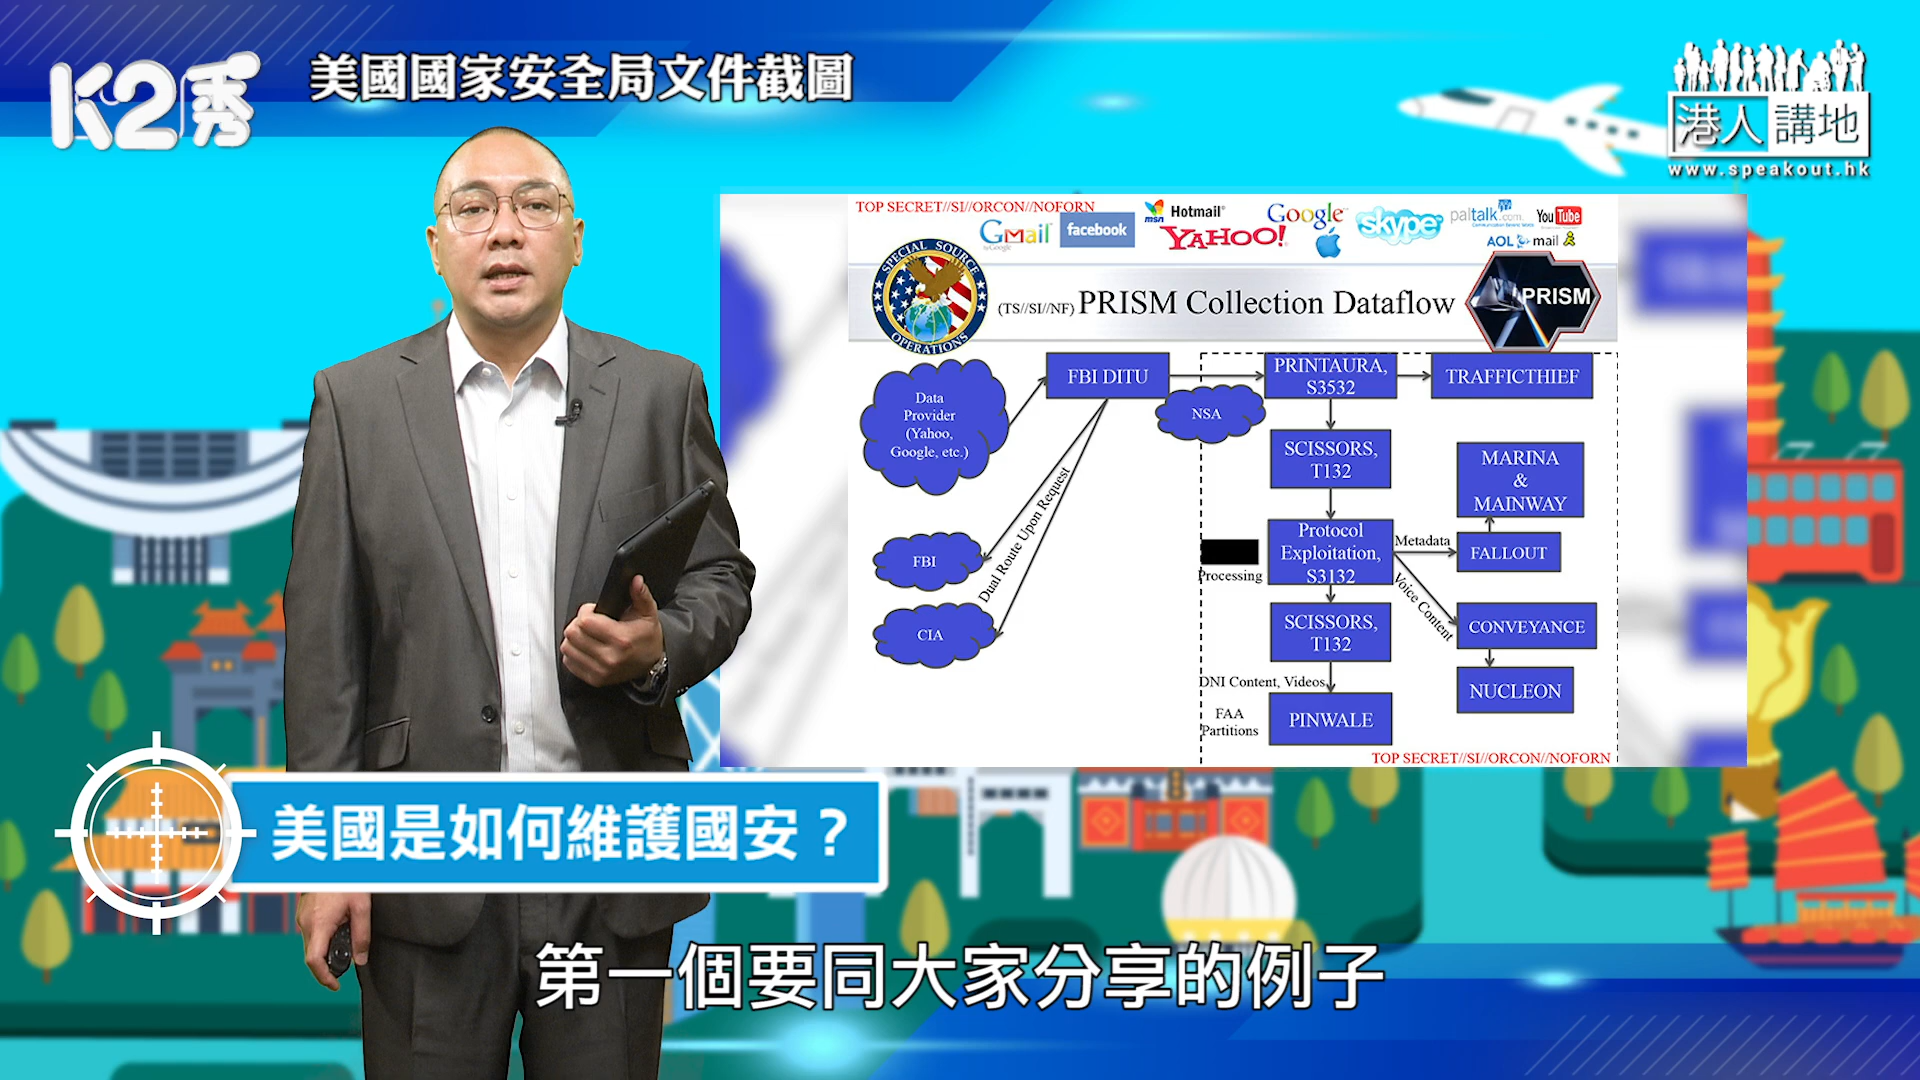 K2秀
美國國家安全局文件截圖
港人講地
www.speakout.hk
TOP SECRET//SI//ORCON//NOFORN
Gmail
by Google
facebook
msn
Hotmail
YAHOO!
Google
skype
paltalk.com
YouTube
AOL mail
SPECIAL SOURCE OPERATIONS
(TS//SI//NF) PRISM Collection Dataflow
PRISM
Data
Provider
(Yahoo,
Google, etc.)
FBI DITU
NSA
PRINTAURA,
S3532
TRAFFICTHIEF
SCISSORS,
T132
MARINA
&
MAINWAY
Protocol
Exploitation,
S3132
Metadata
FALLOUT
Processing
Voice Content
Dual Route Upon Request
FBI
CIA
SCISSORS,
T132
CONVEYANCE
NUCLEON
DNI Content, Videos
FAA
Partitions
PINWALE
TOP SECRET//SI//ORCON//NOFORN
美國是如何維護國安？
第一個要同大家分享的例子